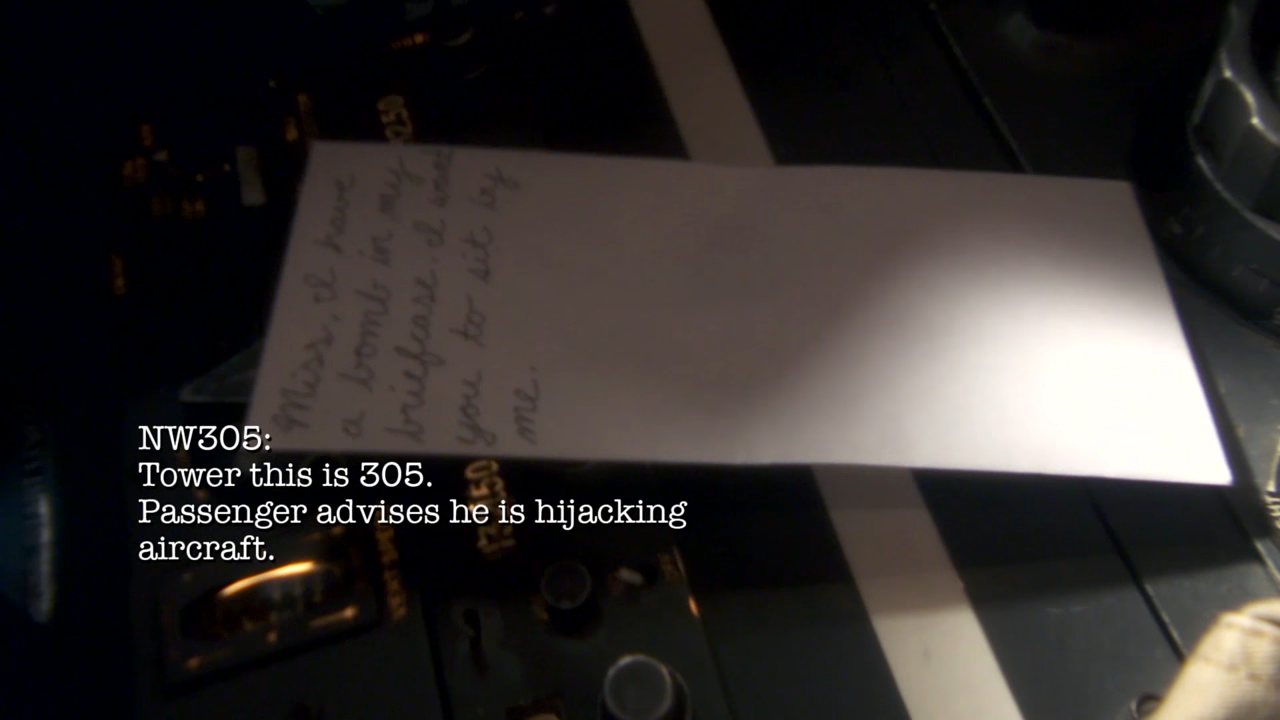 Miss, I have
a bomb in my
briefcase. I want
you to sit by
me.
NW305:
Tower this is 305.
Passenger advises he is hijacking
aircraft.